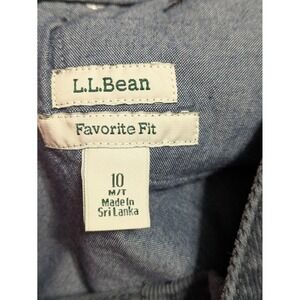 L.L.Bean
Favorite Fit
10
M/T
Made in
Sri Lanka